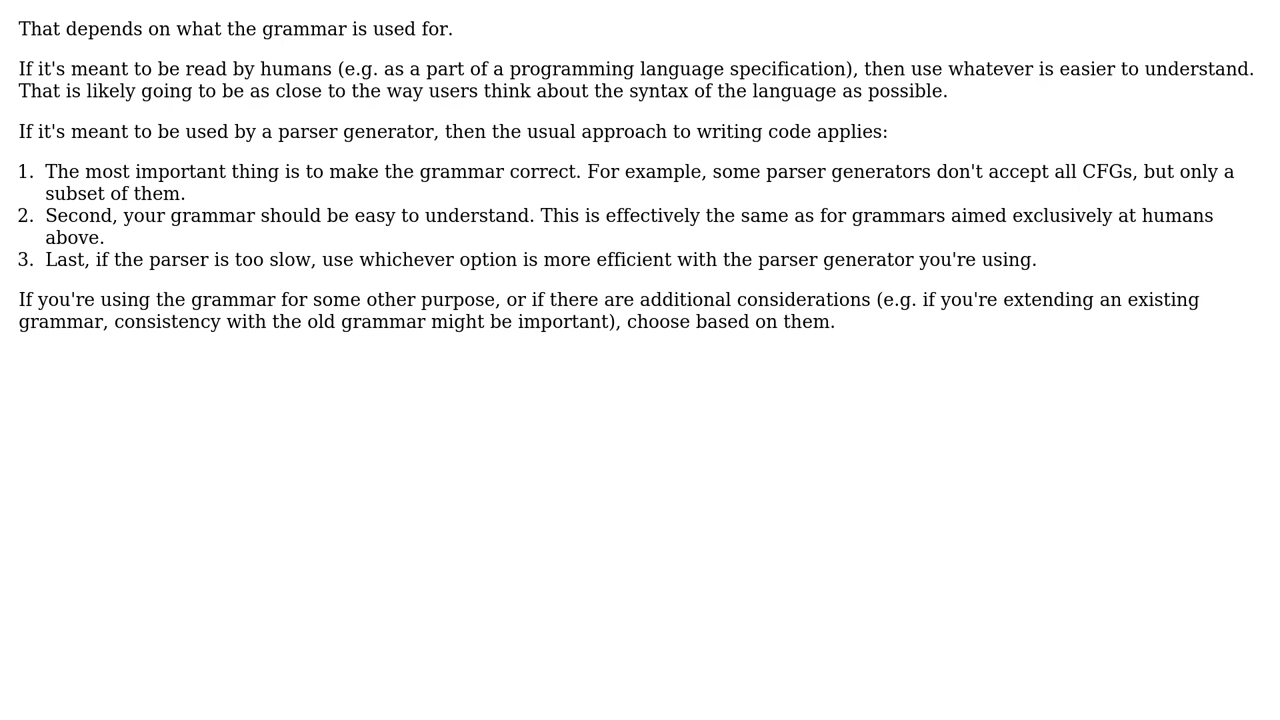 That depends on what the grammar is used for.
If it's meant to be read by humans (e.g. as a part of a programming language specification), then use whatever is easier to understand.
That is likely going to be as close to the way users think about the syntax of the language as possible.
If it's meant to be used by a parser generator, then the usual approach to writing code applies:
1. The most important thing is to make the grammar correct. For example, some parser generators don't accept all CFGs, but only a
subset of them.
2. Second, your grammar should be easy to understand. This is effectively the same as for grammars aimed exclusively at humans
above.
3. Last, if the parser is too slow, use whichever option is more efficient with the parser generator you're using.
If you're using the grammar for some other purpose, or if there are additional considerations (e.g. if you're extending an existing
grammar, consistency with the old grammar might be important), choose based on them.